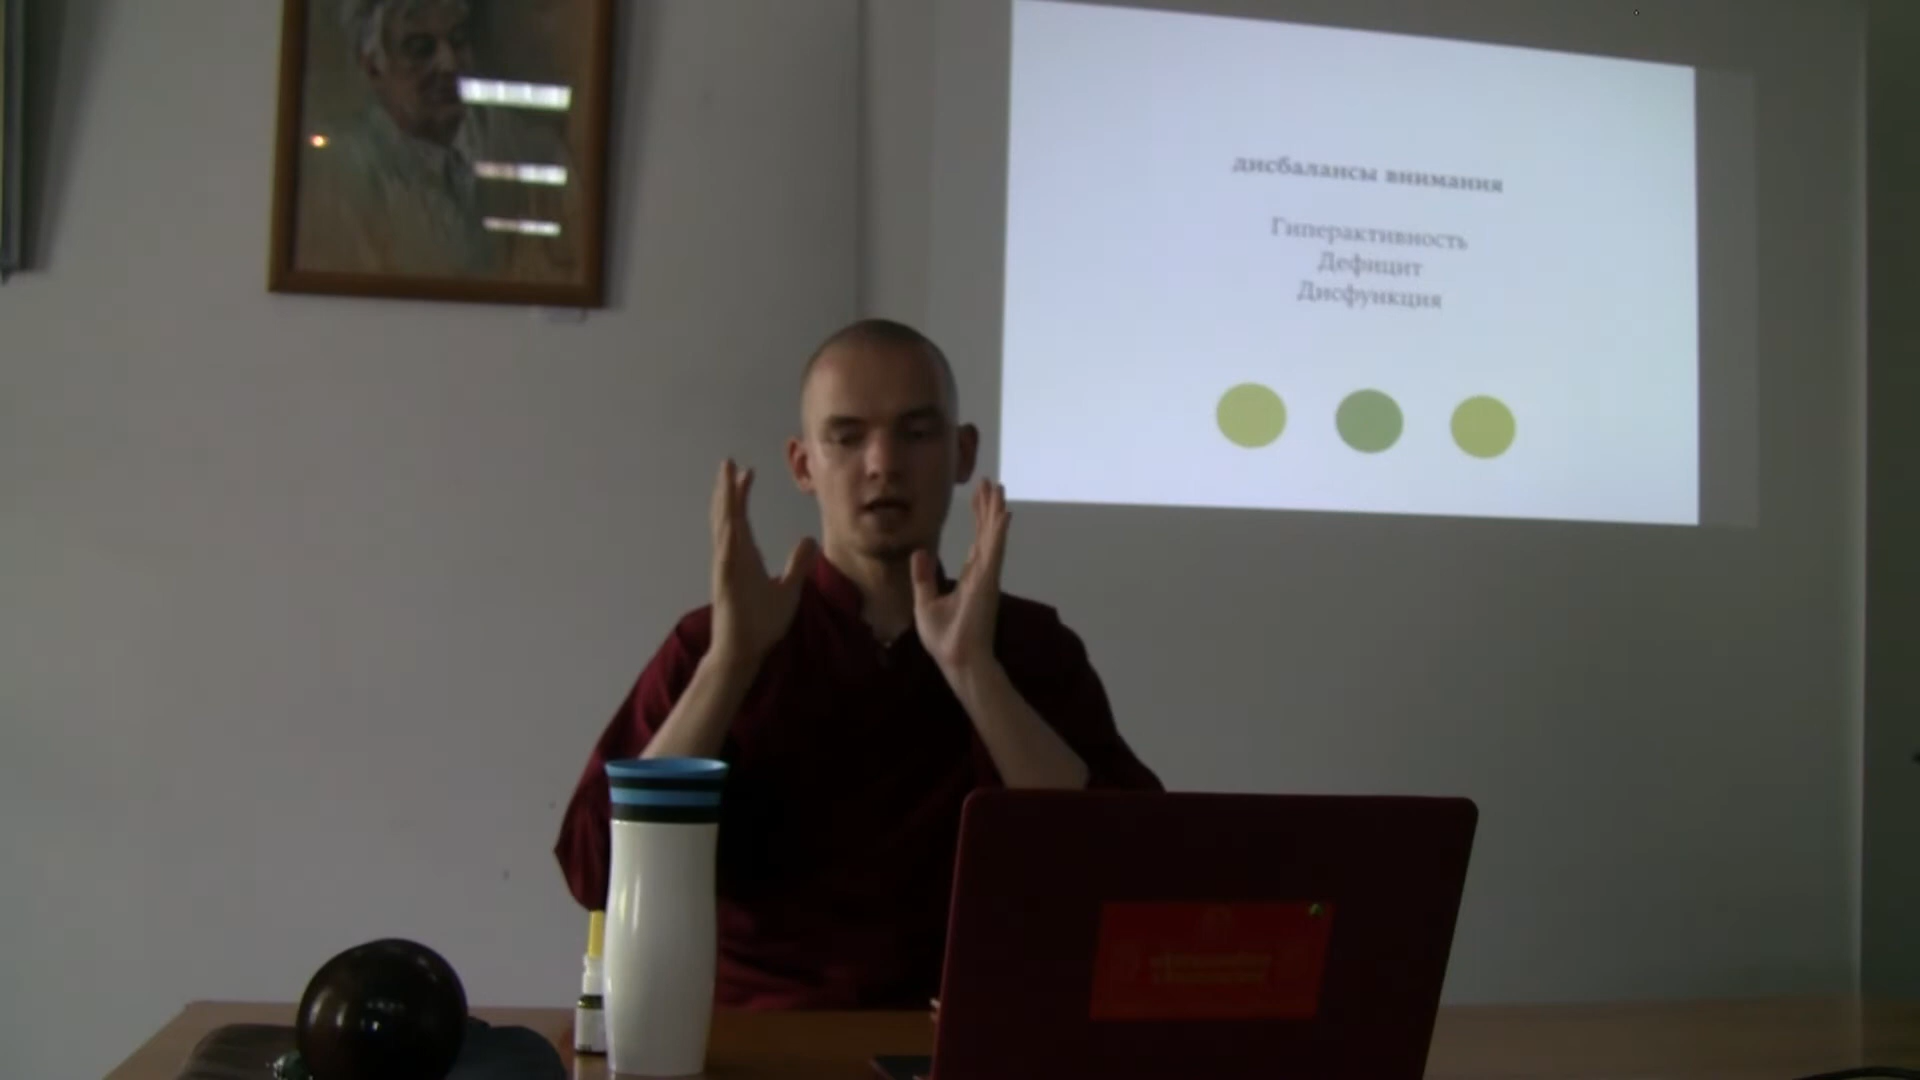 дисбалансы внимания
Гиперактивность
Дефицит
Дисфункция